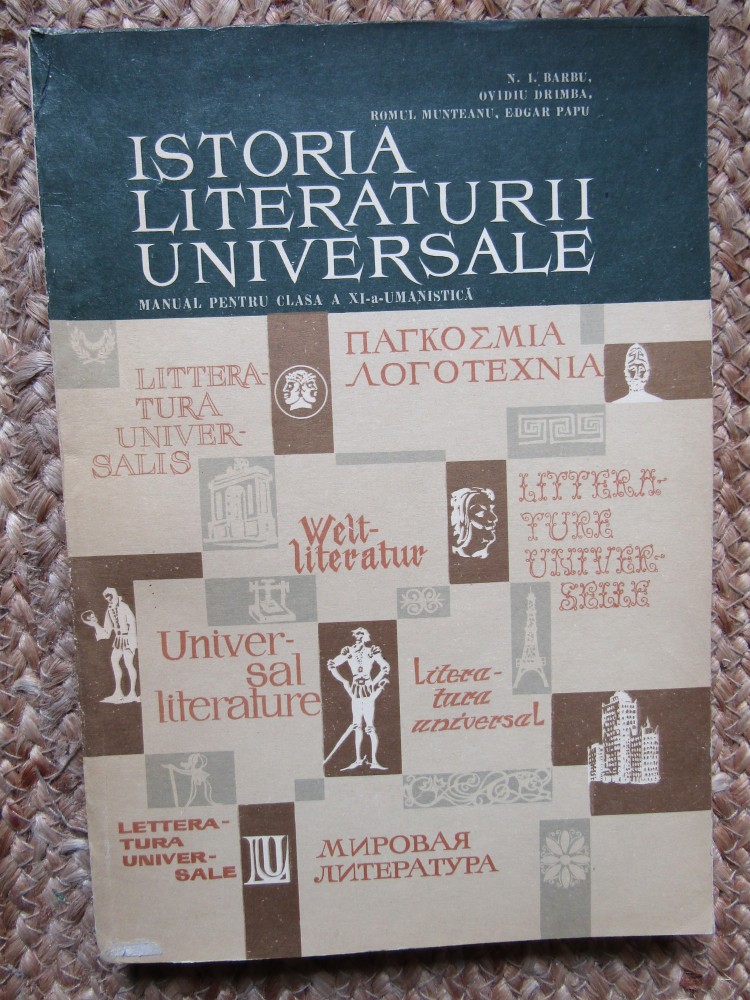 N. I. BARBU,
OVIDIU DRIMBA,
ROMUL MUNTEANU, EDGAR PAPU
ISTORIA
LITERATURII
UNIVERSALE
MANUAL PENTRU CLASA A XI-a-UMANISTICĂ
ΠΑΓΚΟΣΜΙΑ
ΛΟΓΟΤΕΧΝΙΑ
LITTERA-
TURA
UNIVER-
SALIS
LITTERA-
TURE
UNIVER-
SELLE
Welt-
literatur
Univer-
sal
literature
Litera-
tura
universal
LETTERA-
TURA
UNIVER-
SALE
LU
МИРОВАЯ
ЛИТЕРАТУРА